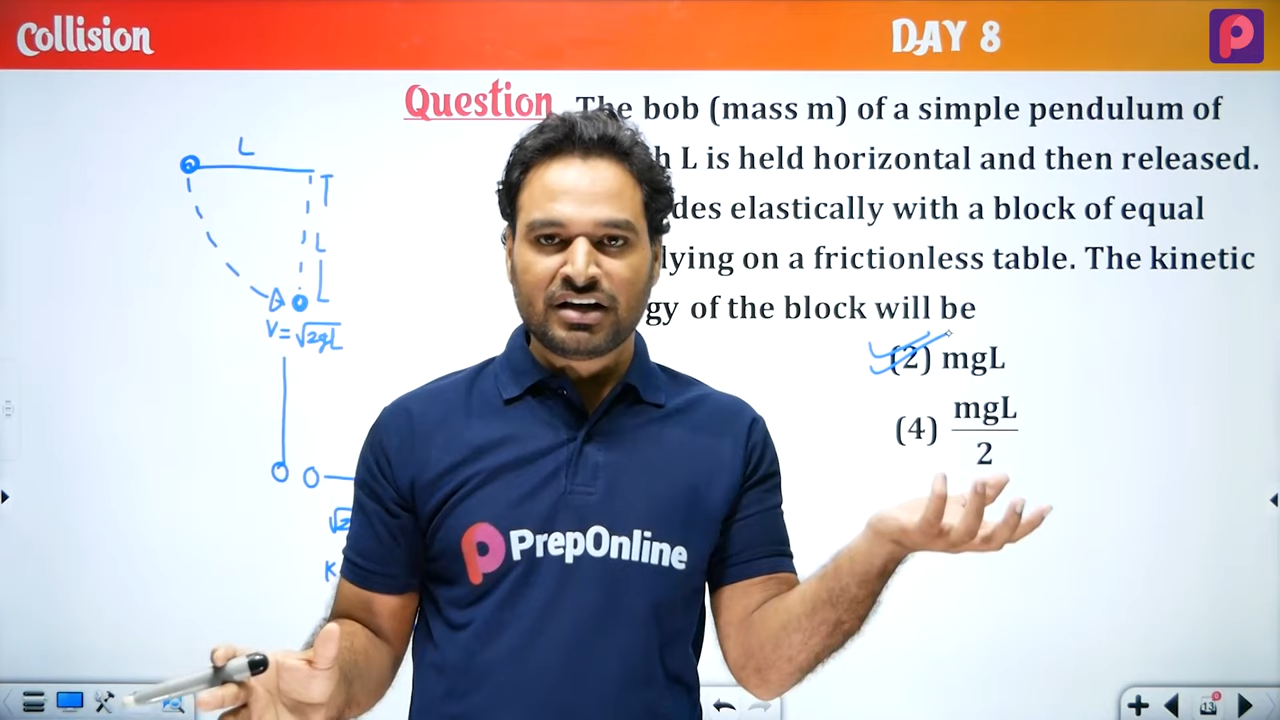 Collision
DAY 8
Question The bob (mass m) of a simple pendulum of
L is held horizontal and then released.
elastically with a block of equal
lying on a frictionless table. The kinetic
of the block will be
(2) mgL
(4) mgL/2
L
T
L
V=√2gL
PrepOnline
13